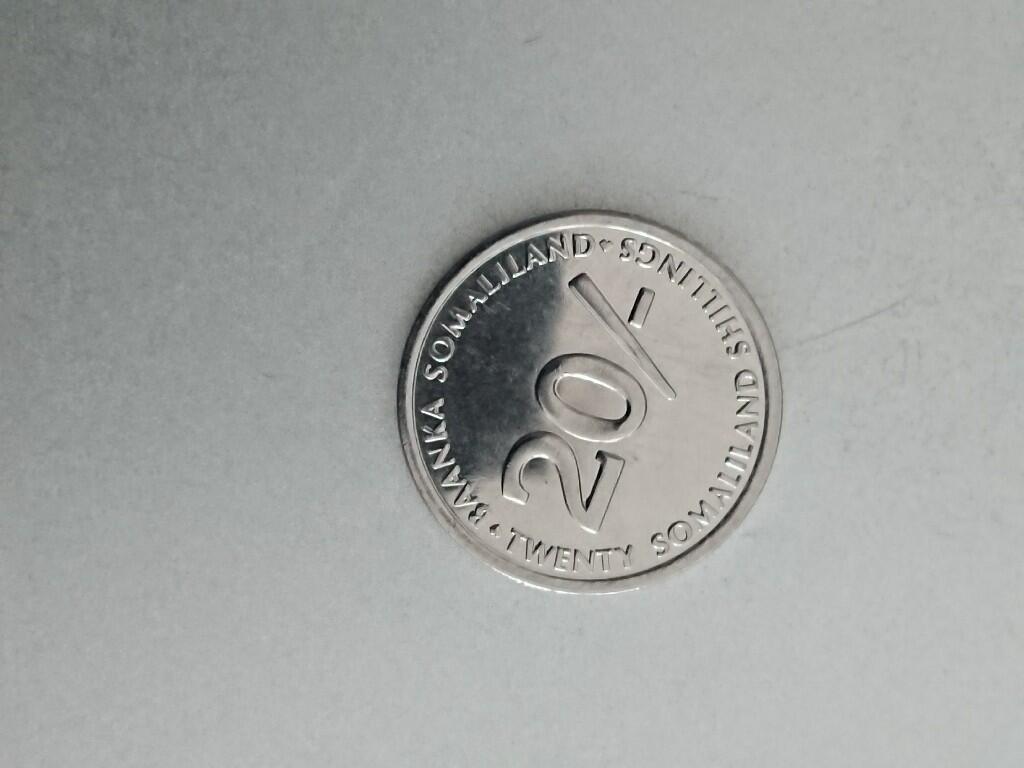 BAANKA SOMALILAND
20/-
TWENTY SOMALILAND SHILLINGS